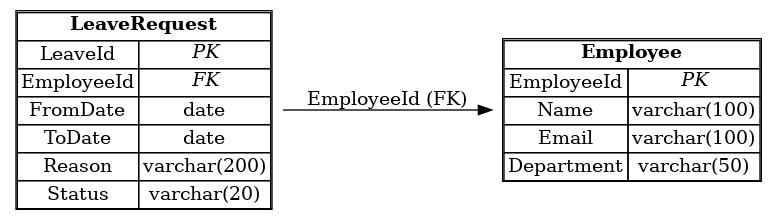 LeaveRequest
LeaveId PK
EmployeeId FK
FromDate date
ToDate date
Reason varchar(200)
Status varchar(20)
EmployeeId (FK)
Employee
EmployeeId PK
Name varchar(100)
Email varchar(100)
Department varchar(50)